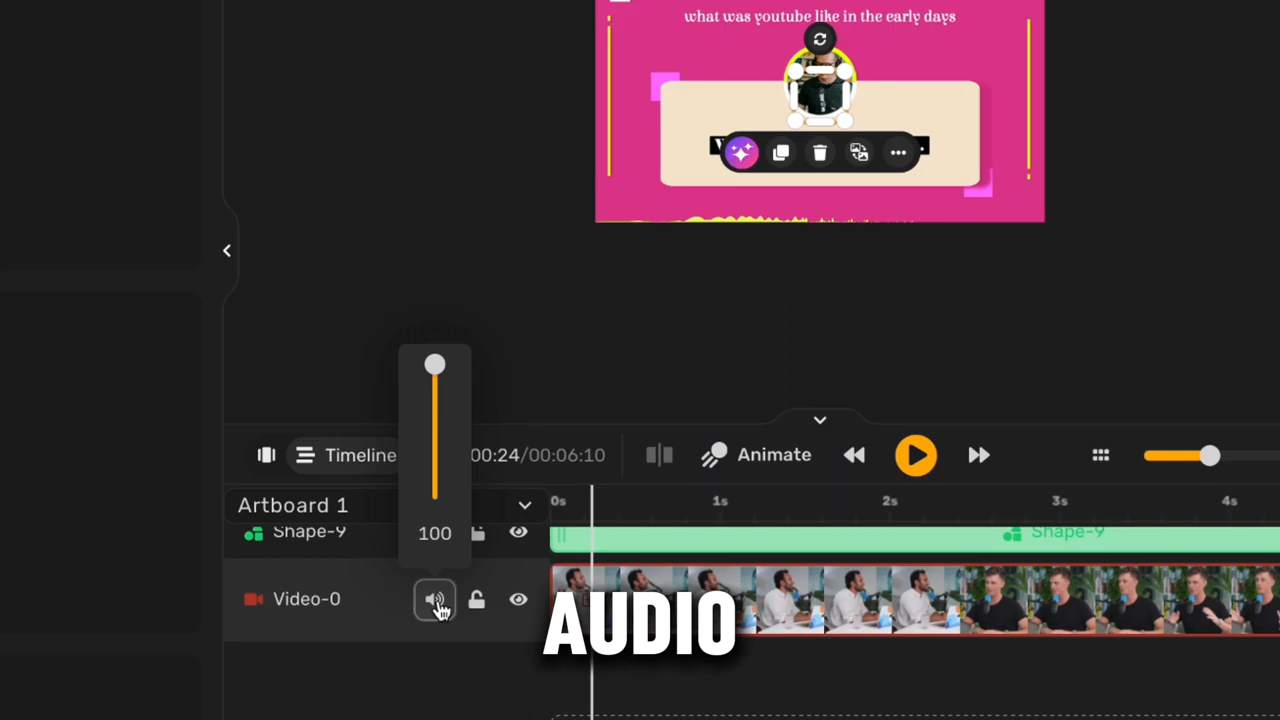 what was youtube like in the early days
Timeline
00:24/00:06:10
Animate
Artboard 1
0s
1s
2s
3s
4s
Shape-9
100
Shape-9
Video-0
AUDIO